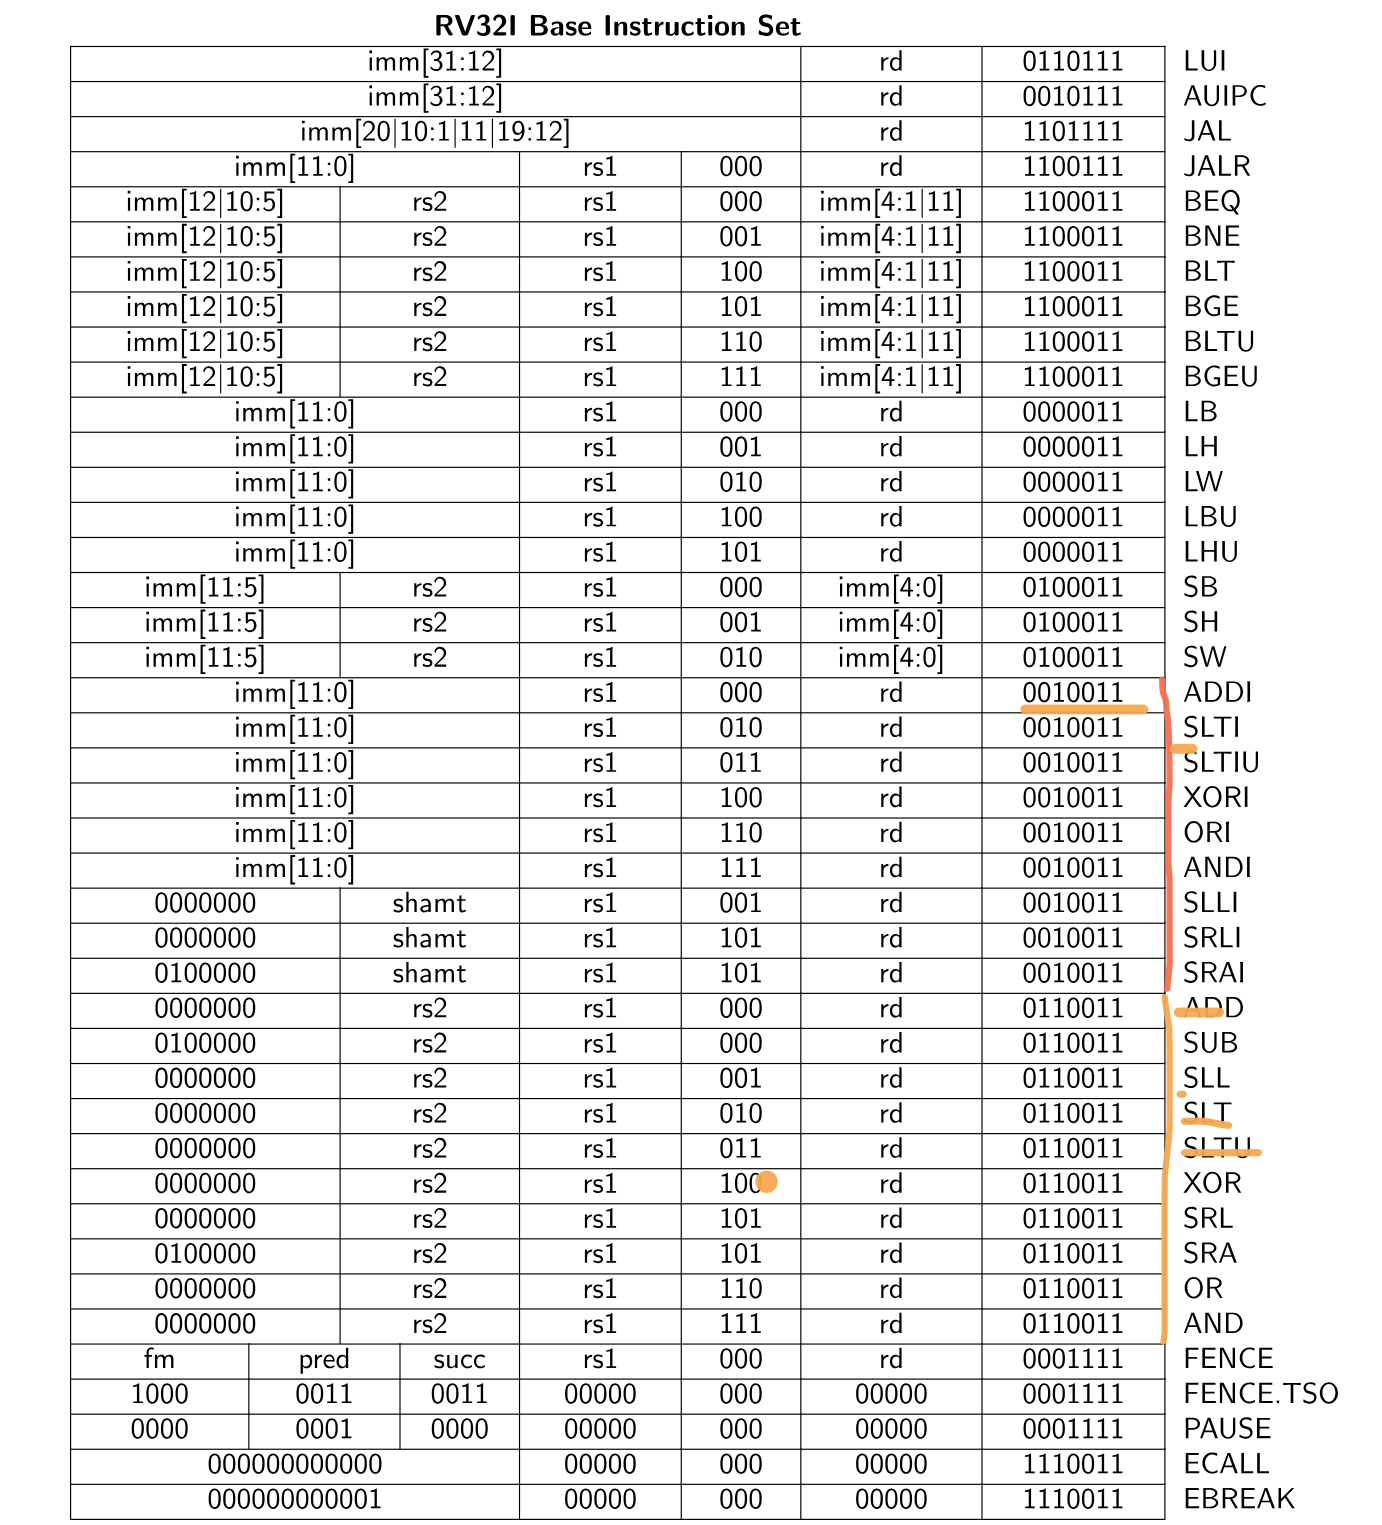 RV32I Base Instruction Set
imm[31:12] rd 0110111 LUI
imm[31:12] rd 0010111 AUIPC
imm[20|10:1|11|19:12] rd 1101111 JAL
imm[11:0] rs1 000 rd 1100111 JALR
imm[12|10:5] rs2 rs1 000 imm[4:1|11] 1100011 BEQ
imm[12|10:5] rs2 rs1 001 imm[4:1|11] 1100011 BNE
imm[12|10:5] rs2 rs1 100 imm[4:1|11] 1100011 BLT
imm[12|10:5] rs2 rs1 101 imm[4:1|11] 1100011 BGE
imm[12|10:5] rs2 rs1 110 imm[4:1|11] 1100011 BLTU
imm[12|10:5] rs2 rs1 111 imm[4:1|11] 1100011 BGEU
imm[11:0] rs1 000 rd 0000011 LB
imm[11:0] rs1 001 rd 0000011 LH
imm[11:0] rs1 010 rd 0000011 LW
imm[11:0] rs1 100 rd 0000011 LBU
imm[11:0] rs1 101 rd 0000011 LHU
imm[11:5] rs2 rs1 000 imm[4:0] 0100011 SB
imm[11:5] rs2 rs1 001 imm[4:0] 0100011 SH
imm[11:5] rs2 rs1 010 imm[4:0] 0100011 SW
imm[11:0] rs1 000 rd 0010011 ADDI
imm[11:0] rs1 010 rd 0010011 SLTI
imm[11:0] rs1 011 rd 0010011 SLTIU
imm[11:0] rs1 100 rd 0010011 XORI
imm[11:0] rs1 110 rd 0010011 ORI
imm[11:0] rs1 111 rd 0010011 ANDI
0000000 shamt rs1 001 rd 0010011 SLLI
0000000 shamt rs1 101 rd 0010011 SRLI
0100000 shamt rs1 101 rd 0010011 SRAI
0000000 rs2 rs1 000 rd 0110011 ADD
0100000 rs2 rs1 000 rd 0110011 SUB
0000000 rs2 rs1 001 rd 0110011 SLL
0000000 rs2 rs1 010 rd 0110011 SLT
0000000 rs2 rs1 011 rd 0110011 SLTU
0000000 rs2 rs1 100 rd 0110011 XOR
0000000 rs2 rs1 101 rd 0110011 SRL
0100000 rs2 rs1 101 rd 0110011 SRA
0000000 rs2 rs1 110 rd 0110011 OR
0000000 rs2 rs1 111 rd 0110011 AND
fm pred succ rs1 000 rd 0001111 FENCE
1000 0011 0011 00000 000 00000 0001111 FENCE.TSO
0000 0001 0000 00000 000 00000 0001111 PAUSE
000000000000 00000 000 00000 1110011 ECALL
000000000001 00000 000 00000 1110011 EBREAK